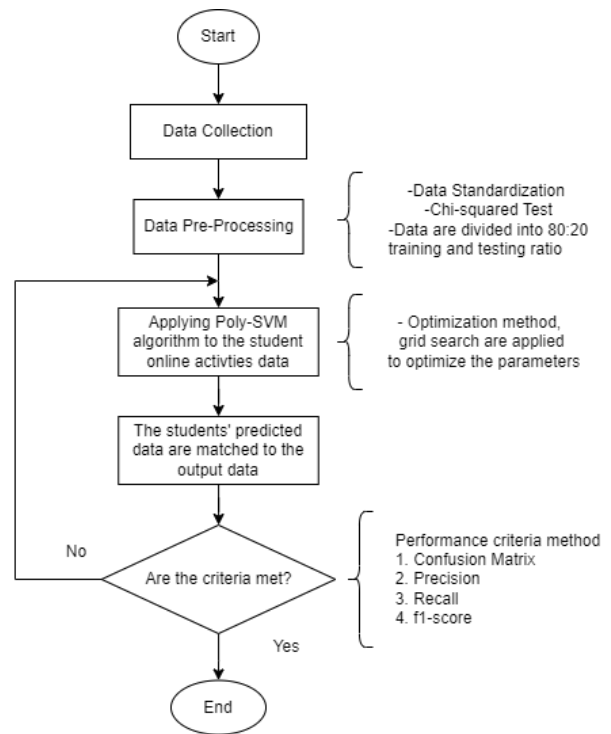 Start
Data Collection
Data Pre-Processing
-Data Standardization
-Chi-squared Test
-Data are divided into 80:20
training and testing ratio
Applying Poly-SVM
algorithm to the student
online activties data
- Optimization method,
grid search are applied
to optimize the parameters
The students' predicted
data are matched to the
output data
No
Are the criteria met?
Performance criteria method
1. Confusion Matrix
2. Precision
3. Recall
4. f1-score
Yes
End